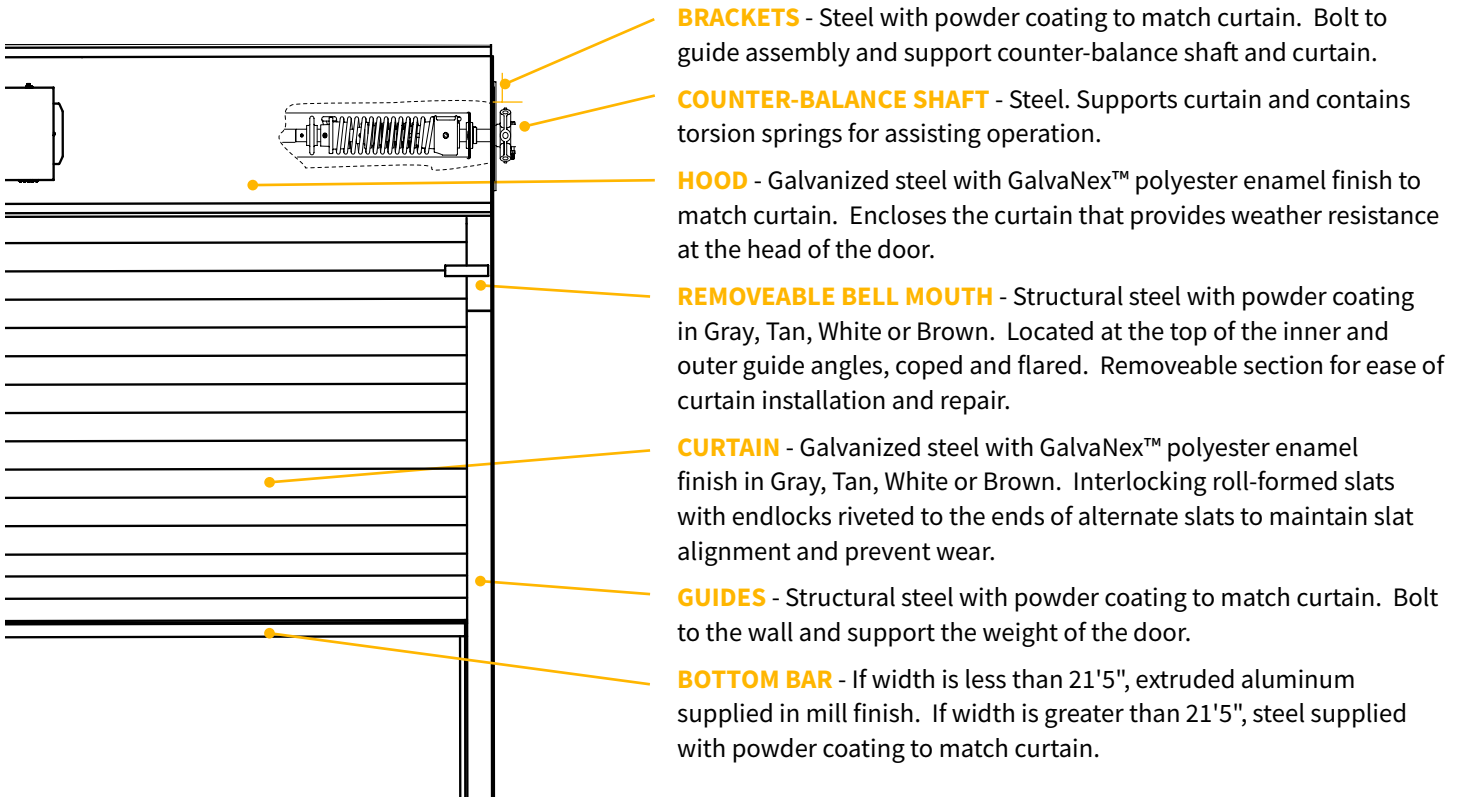 BRACKETS - Steel with powder coating to match curtain.  Bolt to
guide assembly and support counter-balance shaft and curtain.
COUNTER-BALANCE SHAFT - Steel. Supports curtain and contains
torsion springs for assisting operation.
HOOD - Galvanized steel with GalvaNex™ polyester enamel finish to
match curtain.  Encloses the curtain that provides weather resistance
at the head of the door.
REMOVEABLE BELL MOUTH - Structural steel with powder coating
in Gray, Tan, White or Brown.  Located at the top of the inner and
outer guide angles, coped and flared.  Removeable section for ease of
curtain installation and repair.
CURTAIN - Galvanized steel with GalvaNex™ polyester enamel
finish in Gray, Tan, White or Brown.  Interlocking roll-formed slats
with endlocks riveted to the ends of alternate slats to maintain slat
alignment and prevent wear.
GUIDES - Structural steel with powder coating to match curtain.  Bolt
to the wall and support the weight of the door.
BOTTOM BAR - If width is less than 21'5", extruded aluminum
supplied in mill finish.  If width is greater than 21'5", steel supplied
with powder coating to match curtain.